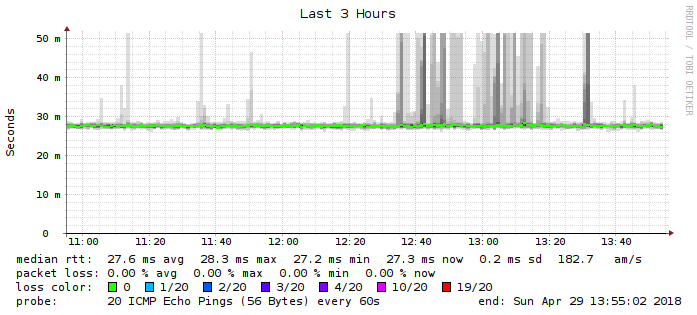 Last 3 Hours
RRDTOOL / TOBI OETIKER
Seconds
50 m
40 m
30 m
20 m
10 m
0
11:00 11:20 11:40 12:00 12:20 12:40 13:00 13:20 13:40
median rtt: 27.6 ms avg 28.3 ms max 27.2 ms min 27.3 ms now 0.2 ms sd 182.7 am/s
packet loss: 0.00 % avg 0.00 % max 0.00 % min 0.00 % now
loss color: 0 1/20 2/20 3/20 4/20 10/20 19/20
probe: 20 ICMP Echo Pings (56 Bytes) every 60s end: Sun Apr 29 13:55:02 2018